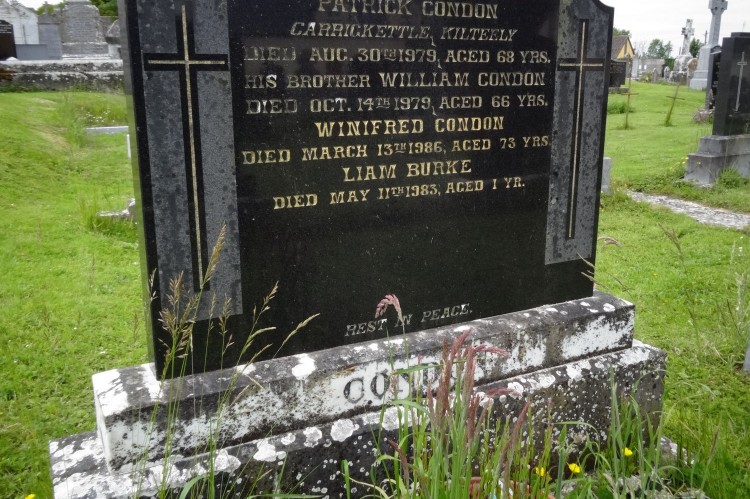 PATRICK CONDON
CARRICKETTLE, KILTEELY
DIED AUG. 30TH 1979, AGED 68 YRS.
HIS BROTHER WILLIAM CONDON
DIED OCT. 14TH 1979, AGED 66 YRS.
WINIFRED CONDON
DIED MARCH 13TH 1986, AGED 73 YRS.
LIAM BURKE
DIED MAY 11TH 1983, AGED 1 YR.
REST IN PEACE.